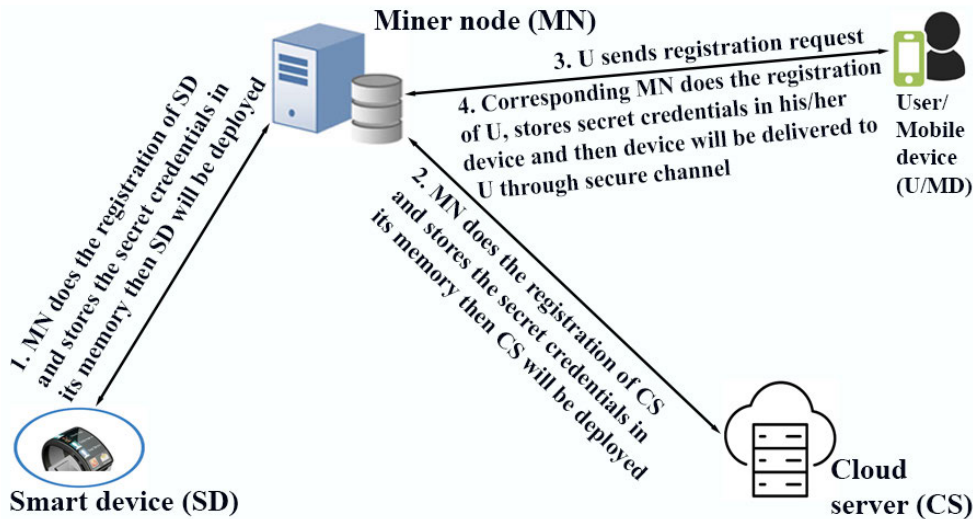 Miner node (MN)
3. U sends registration request
4. Corresponding MN does the registration
of U, stores secret credentials in his/her
device and then device will be delivered to
U through secure channel
User/
Mobile
device
(U/MD)
1. MN does the registration of SD
and stores the secret credentials in
its memory then SD will be deployed
2. MN does the registration of CS
and stores the secret credentials in
its memory then CS will be deployed
Smart device (SD)
Cloud
server (CS)